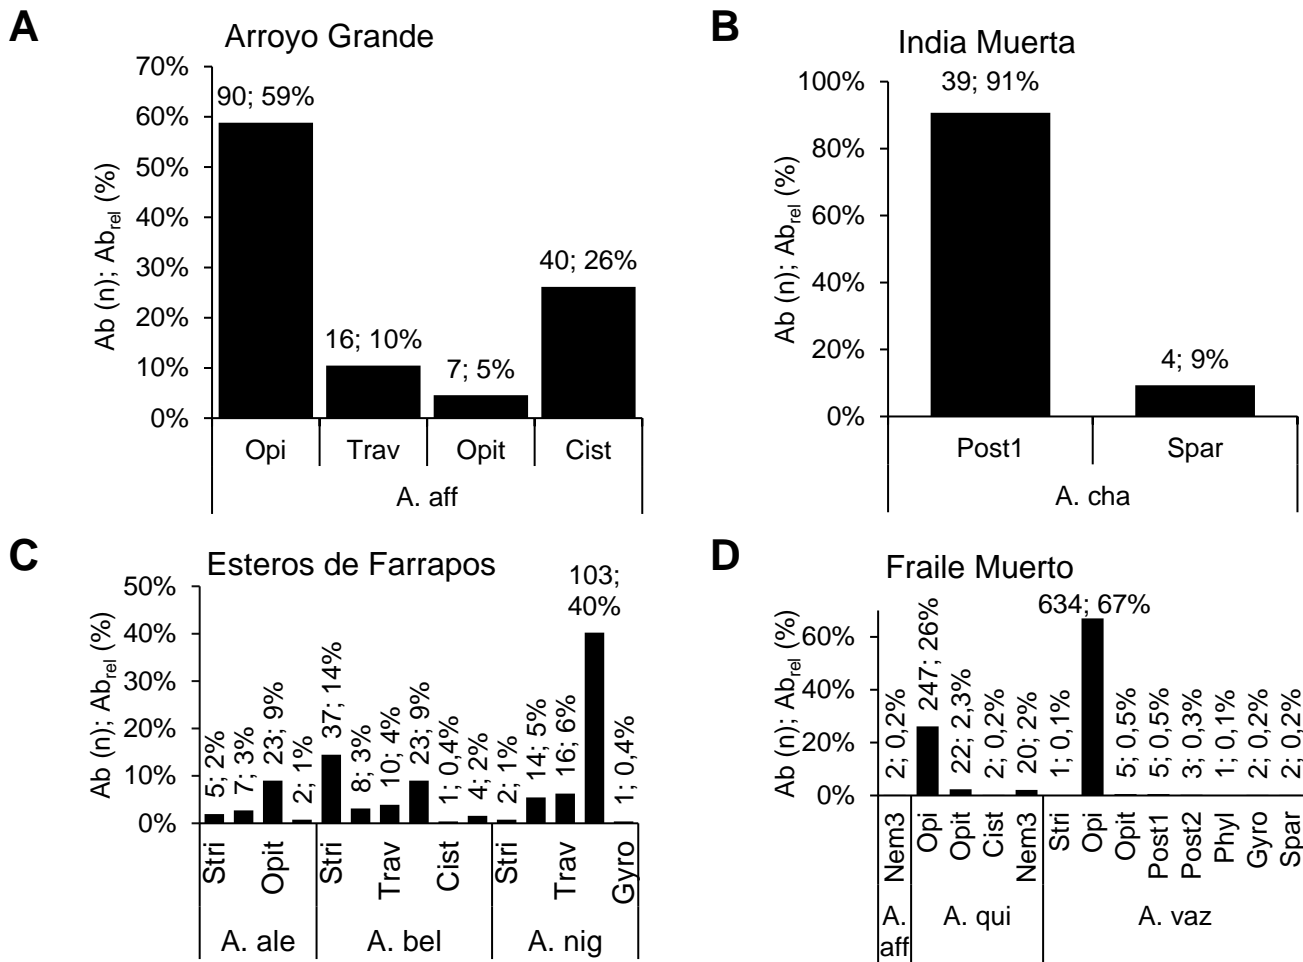 A
Arroyo Grande
Ab (n); Ab_rel (%)
70%
60%
50%
40%
30%
20%
10%
0%
90; 59%
16; 10%
7; 5%
40; 26%
Opi
Trav
Opit
Cist
A. aff
B
India Muerta
Ab (n); Ab_rel (%)
100%
80%
60%
40%
20%
0%
39; 91%
4; 9%
Post1
Spar
A. cha
C
Esteros de Farrapos
Ab (n); Ab_rel (%)
50%
40%
30%
20%
10%
0%
5; 2%
7; 3%
23; 9%
2; 1%
37; 14%
8; 3%
10; 4%
23; 9%
1; 0,4%
4; 2%
2; 1%
14; 5%
16; 6%
103;
40%
1; 0,4%
Stri
Opit
Stri
Trav
Cist
Stri
Trav
Gyro
A. ale
A. bel
A. nig
D
Fraile Muerto
Ab (n); Ab_rel (%)
60%
40%
20%
0%
2; 0,2%
247; 26%
22; 2,3%
2; 0,2%
20; 2%
1; 0,1%
634; 67%
5; 0,5%
5; 0,5%
3; 0,3%
1; 0,1%
2; 0,2%
2; 0,2%
Nem3
Opi
Opit
Cist
Nem3
Stri
Opi
Opit
Post1
Post2
Phyl
Gyro
Spar
A.
aff
A. qui
A. vaz